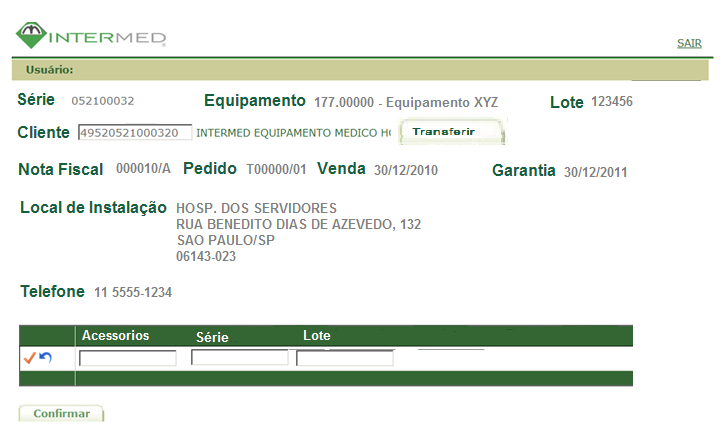 INTERMED
SAIR
Usuário:
Série 052100032 Equipamento 177.00000 - Equipamento XYZ Lote 123456
Cliente 49520521000320 INTERMED EQUIPAMENTO MEDICO HO Transferir
Nota Fiscal 000010/A Pedido T00000/01 Venda 30/12/2010 Garantia 30/12/2011
Local de Instalação HOSP. DOS SERVIDORES
RUA BENEDITO DIAS DE AZEVEDO, 132
SAO PAULO/SP
06143-023
Telefone 11 5555-1234
Acessorios Série Lote
Confirmar